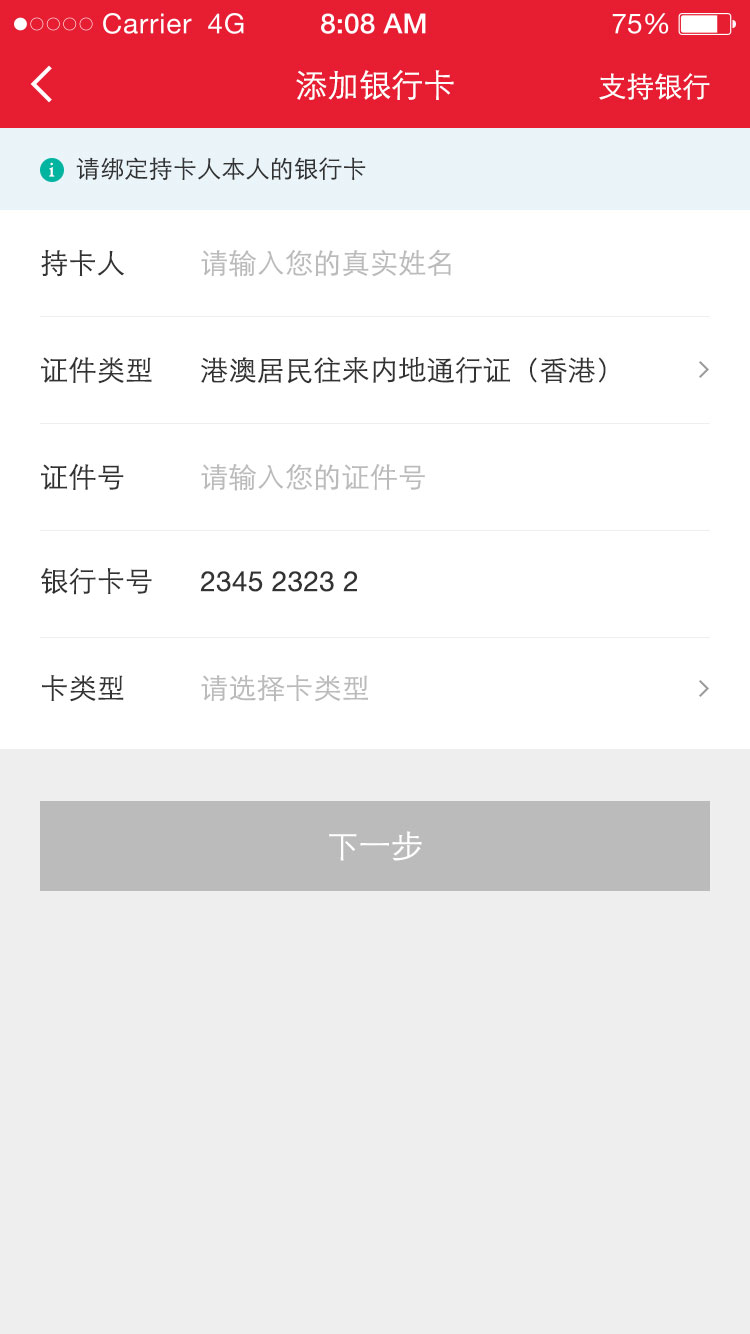 Carrier 4G 8:08 AM 75%
添加银行卡 支持银行
请绑定持卡人本人的银行卡
持卡人 请输入您的真实姓名
证件类型 港澳居民往来内地通行证（香港）
证件号 请输入您的证件号
银行卡号 2345 2323 2
卡类型 请选择卡类型
下一步